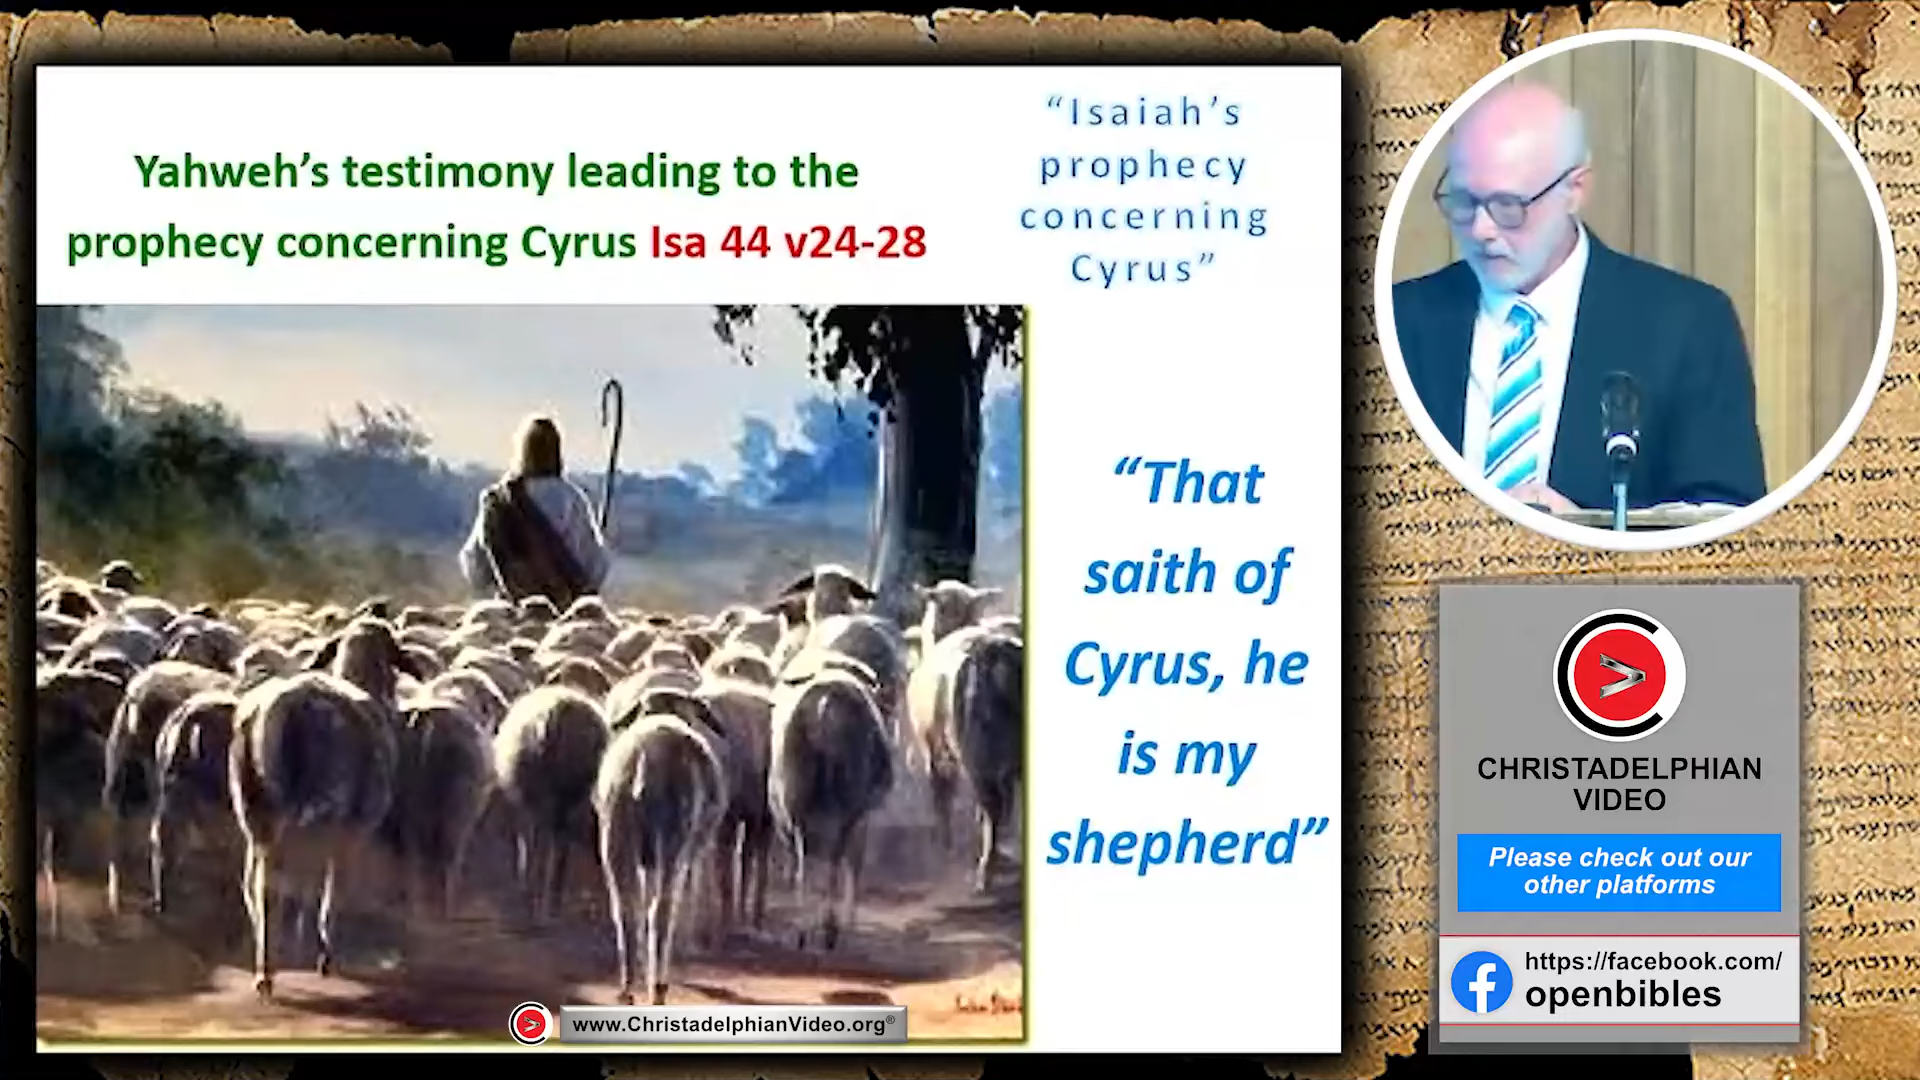 Yahweh’s testimony leading to the
prophecy concerning Cyrus Isa 44 v24-28
“Isaiah’s
prophecy
concerning
Cyrus”
“That
saith of
Cyrus, he
is my
shepherd”
www.ChristadelphianVideo.org®
CHRISTADELPHIAN
VIDEO
Please check out our
other platforms
https://facebook.com/
openbibles